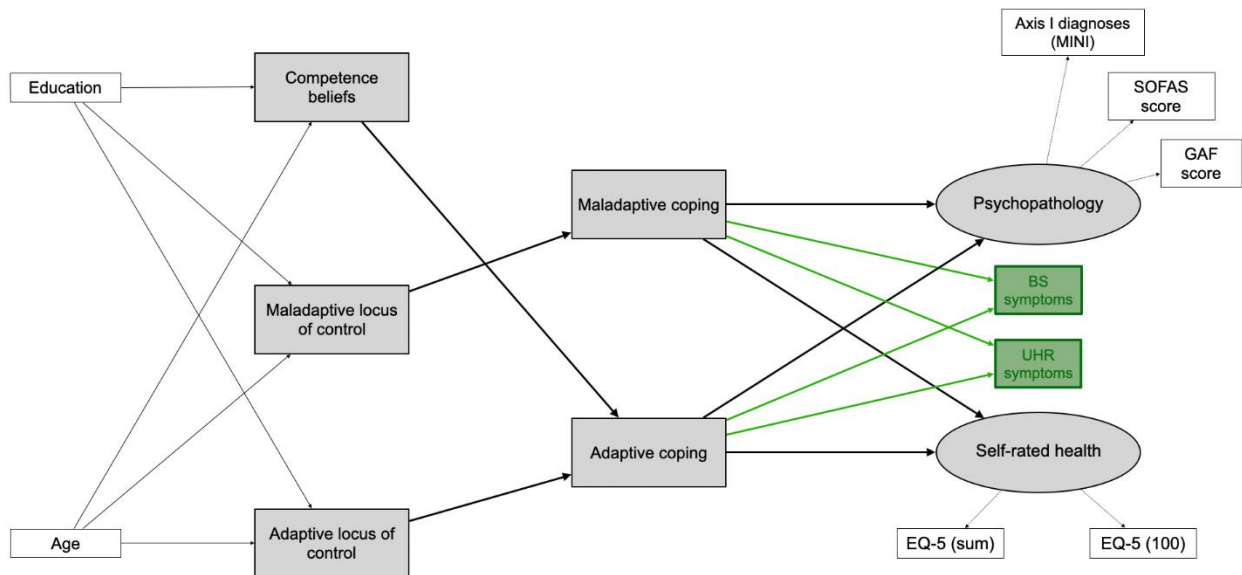 Axis I diagnoses
(MINI)
SOFAS
score
GAF
score
Education
Competence
beliefs
Maladaptive coping
Psychopathology
BS
symptoms
Maladaptive locus
of control
UHR
symptoms
Adaptive coping
Self-rated health
Age
Adaptive locus of
control
EQ-5 (sum)
EQ-5 (100)